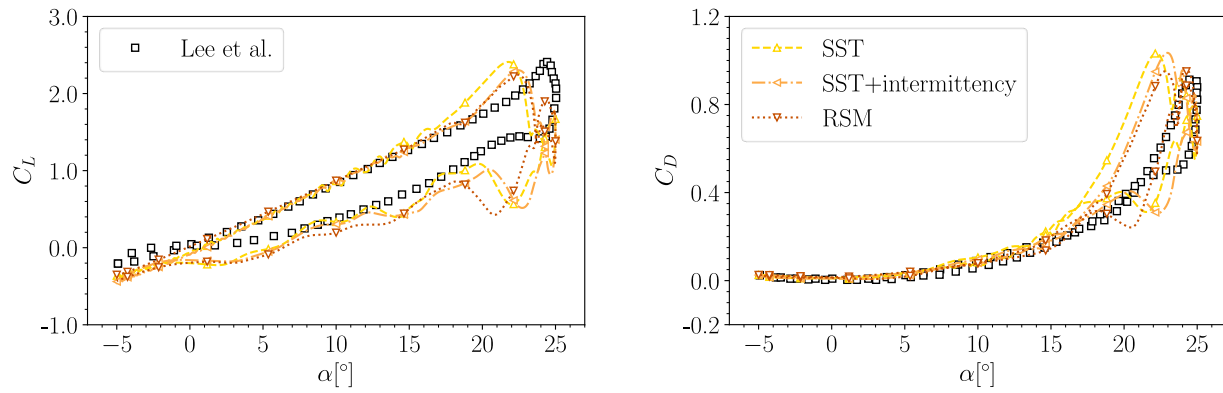 3.0
2.0
1.0
0.0
-1.0
C_L
−5 0 5 10 15 20 25
α[°]
Lee et al.
1.2
0.8
0.4
0.0
-0.2
C_D
−5 0 5 10 15 20 25
α[°]
SST
SST+intermittency
RSM